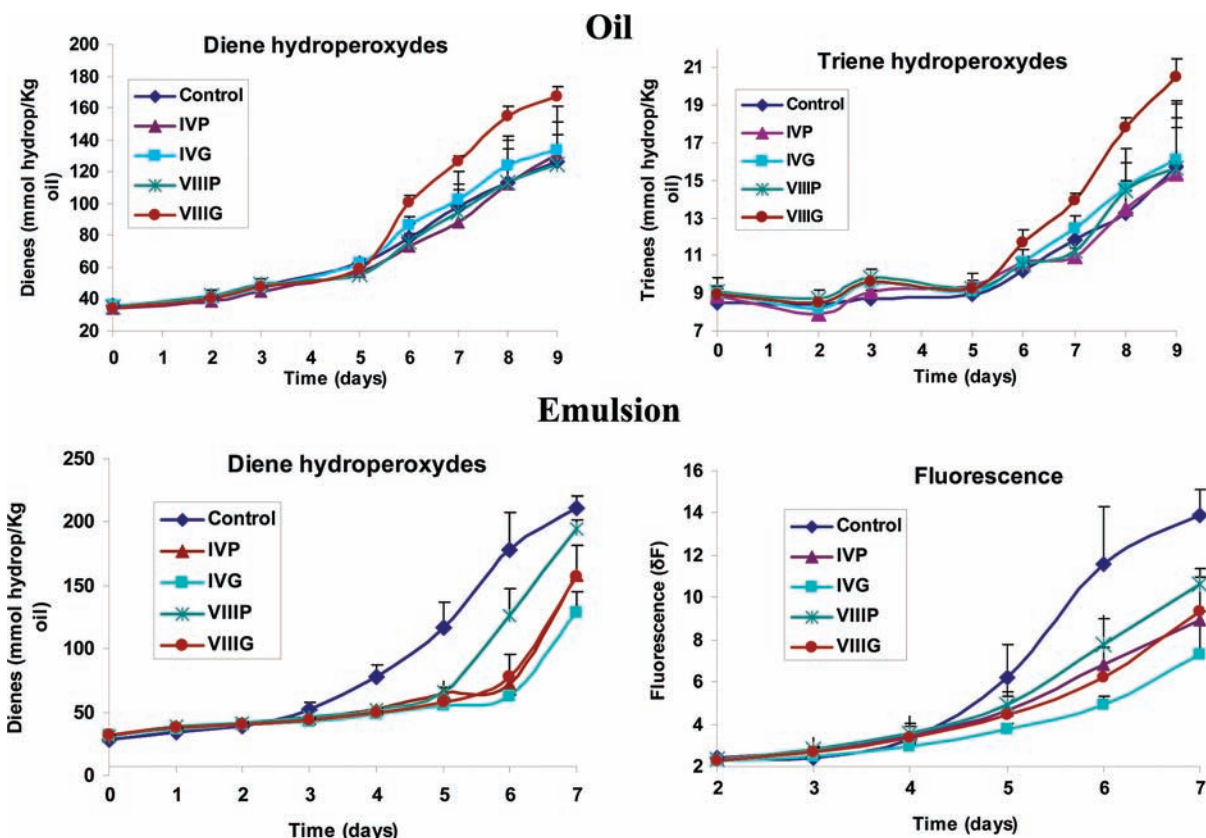 Oil
Diene hydroperoxydes
Dienes (mmol hydrop/Kg
oil)
200
180
160
140
120
100
80
60
40
20
Control
IVP
IVG
VIIIP
VIIIG
0 1 2 3 4 5 6 7 8 9
Time (days)
Triene hydroperoxydes
Trienes (mmol hydrop/Kg
oil)
21
19
17
15
13
11
9
7
Control
IVP
IVG
VIIIP
VIIIG
0 1 2 3 4 5 6 7 8 9
Time (days)
Emulsion
Diene hydroperoxydes
Dienes (mmol hydrop/Kg
oil)
250
200
150
100
50
0
Control
IVP
IVG
VIIIP
VIIIG
0 1 2 3 4 5 6 7
Time (days)
Fluorescence
Fluorescence (δF)
16
14
12
10
8
6
4
2
Control
IVP
IVG
VIIIP
VIIIG
2 3 4 5 6 7
Time (days)